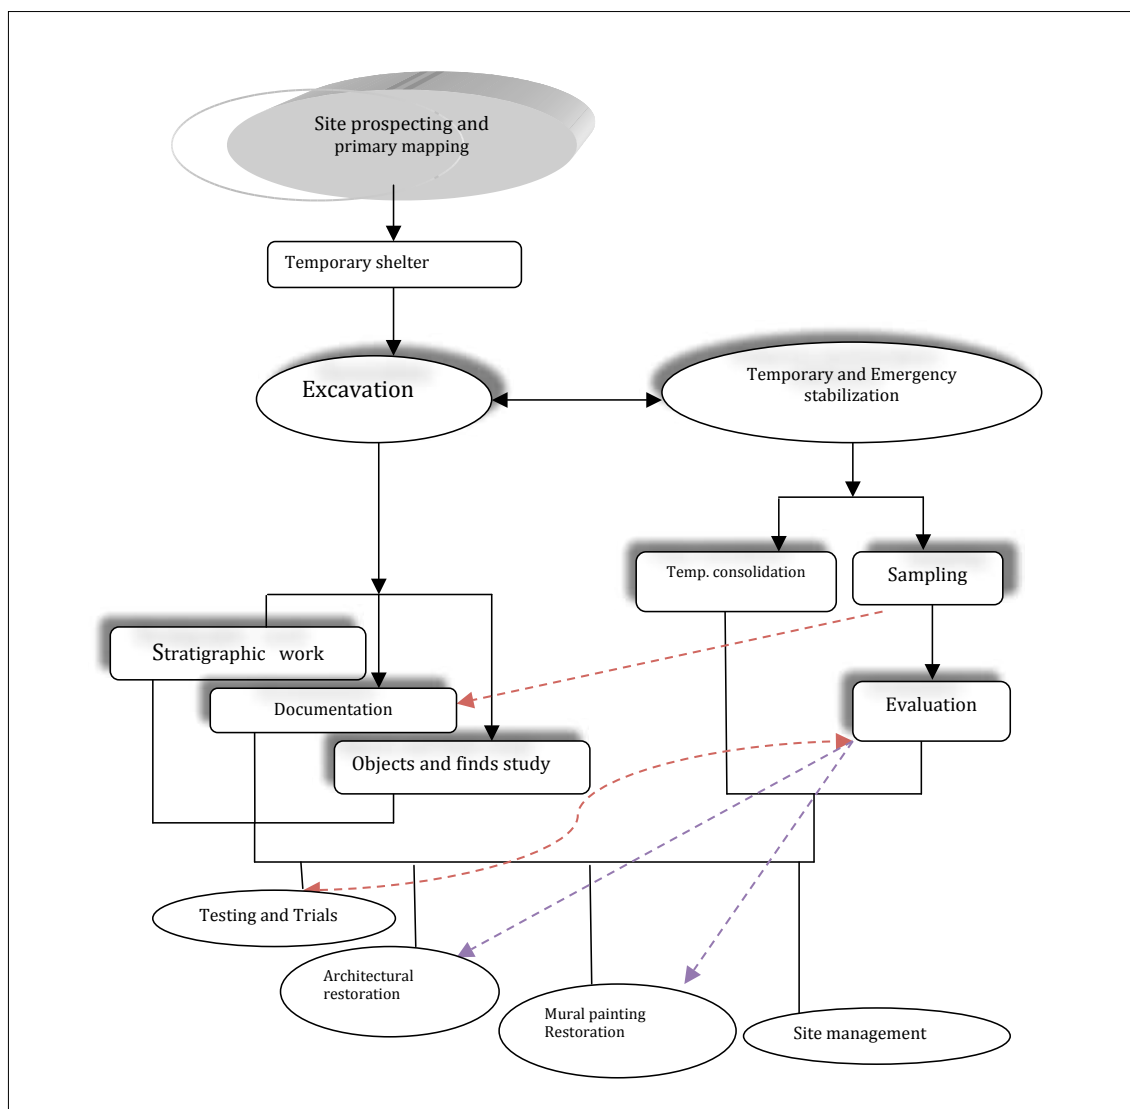 Site prospecting and
primary mapping
Temporary shelter
Excavation
Temporary and Emergency
stabilization
Temp. consolidation
Sampling
Stratigraphic work
Documentation
Evaluation
Objects and finds study
Testing and Trials
Architectural
restoration
Mural painting
Restoration
Site management